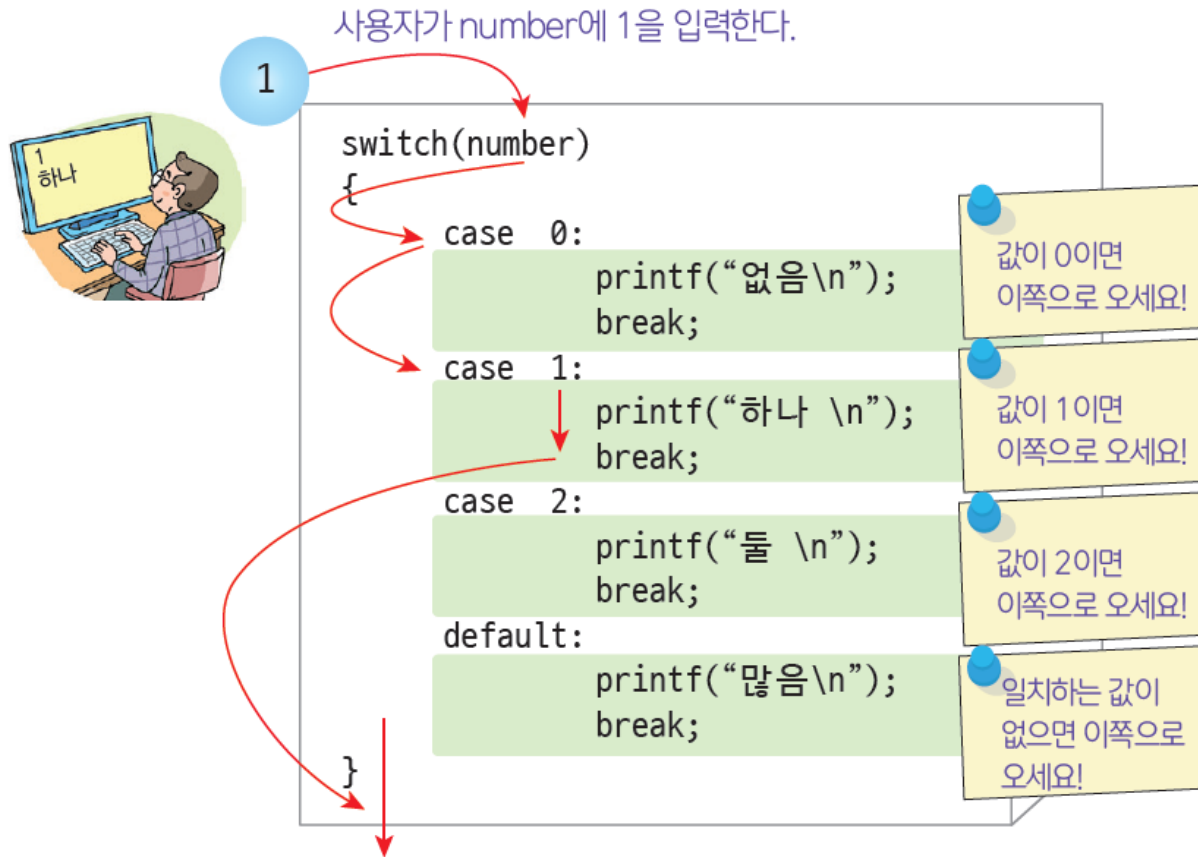 사용자가 number에 1을 입력한다.
1
1
하나
switch(number)
{
case 0:
printf(“없음\n”);
break;
case 1:
printf(“하나 \n”);
break;
case 2:
printf(“둘 \n”);
break;
default:
printf(“많음\n”);
break;
}
값이 0이면
이쪽으로 오세요!
값이 1이면
이쪽으로 오세요!
값이 2이면
이쪽으로 오세요!
일치하는 값이
없으면 이쪽으로
오세요!